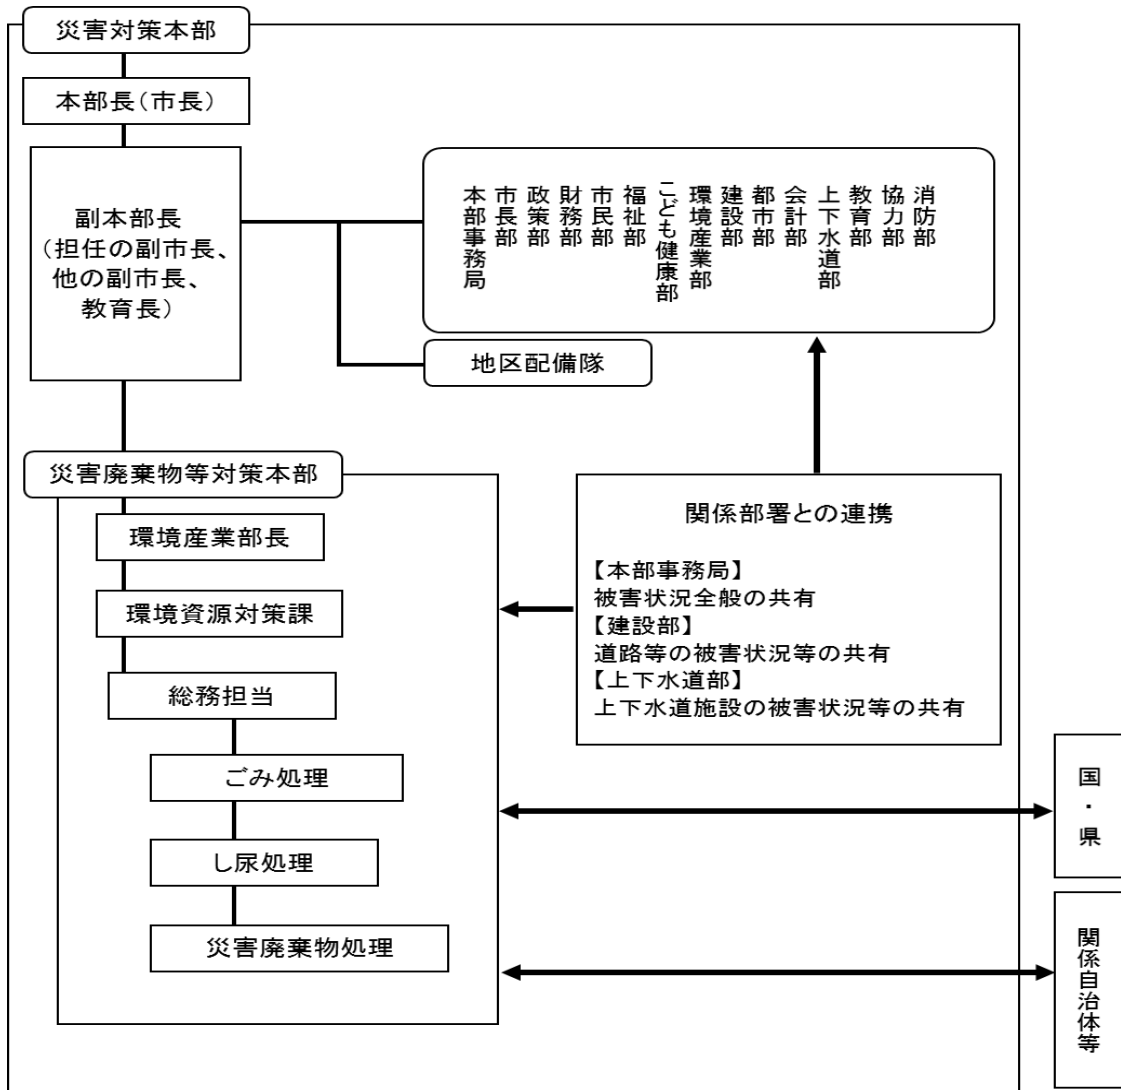 災害対策本部
本部長（市長）
副本部長
（担任の副市長、
他の副市長、
教育長）
本部事務局
市長部
政策部
財務部
市民部
福祉部
こども健康部
環境産業部
建設部
都市部
会計部
上下水道部
教育部
協力部
消防部
地区配備隊
災害廃棄物等対策本部
環境産業部長
環境資源対策課
総務担当
ごみ処理
し尿処理
災害廃棄物処理
関係部署との連携
【本部事務局】
被害状況全般の共有
【建設部】
道路等の被害状況等の共有
【上下水道部】
上下水道施設の被害状況等の共有
国・県
関係自治体等